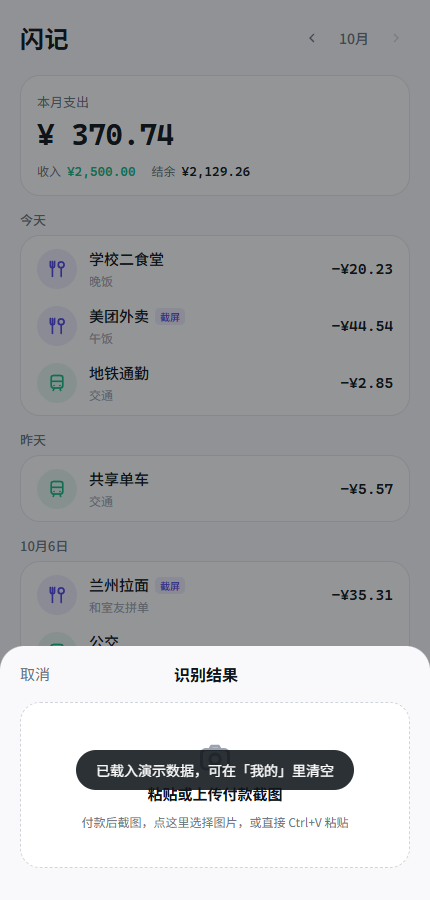 闪记
10月
本月支出
¥ 370.74
收入 ¥2,500.00 结余 ¥2,129.26
今天
学校二食堂
晚饭
−¥20.23
美团外卖 截屏
午饭
−¥44.54
地铁通勤
交通
−¥2.85
昨天
共享单车
交通
−¥5.57
10月6日
兰州拉面 截屏
和室友拼单
−¥35.31
公交
取消
识别结果
已载入演示数据，可在「我的」里清空
粘贴或上传付款截图
付款后截图，点这里选择图片，或直接 Ctrl+V 粘贴